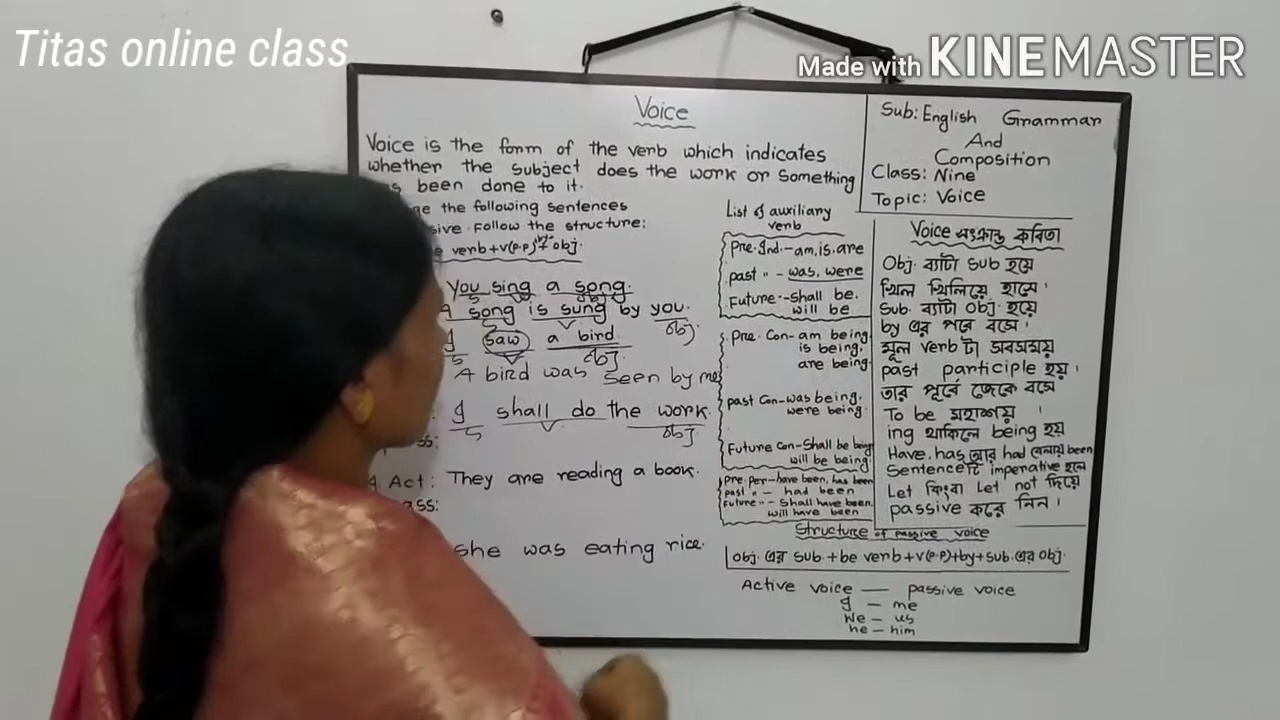 Titas online class
Made with KINEMASTER
Voice
Voice is the form of the verb which indicates
whether the subject does the work or something
been done to it.
the following sentences
Follow the structure:
verb+v(p.p)+by+obj.
You sing a song.
S obj
song is sung by you.
S V obj
I saw a bird.
S V obj
A bird was seen by me
I shall do the work.
S V obj
Act: They are reading a book.
she was eating rice.
List of auxiliary
verb
Pre. Ind.-am, is, are
past " - was, were
Future:-shall be.
will be
Pre. Con-am being.
is being.
are being.
past Con-was being.
were being.
Future Con-Shall be being
will be being
Pre. per-have been, has been
past " - had been
Future " - Shall have been.
will have been
Sub: English Grammar
And
Composition
Class: Nine
Topic: Voice
Voice সংক্রান্ত কবিতা
Obj. ব্যাটা Sub হয়ে
খিল খিলিয়ে হাসে।
Sub. ব্যাটা Obj. হয়ে
by এর পরে বসে।
মূল verb টা সবসময়
past participle হয়।
তার পূর্বে জেকে বসে
To be মহাশয়।
ing থাকিলে being হয়
Have, has আর had বেলায় been
Sentenceটি imperative হলে
Let কিংবা Let not দিয়ে
passive করে নিন।
Structure of passive voice
obj. এর sub + be verb + v(p.p)+by+sub. এর obj.
Active voice — passive voice
I — me
We — us
he — him